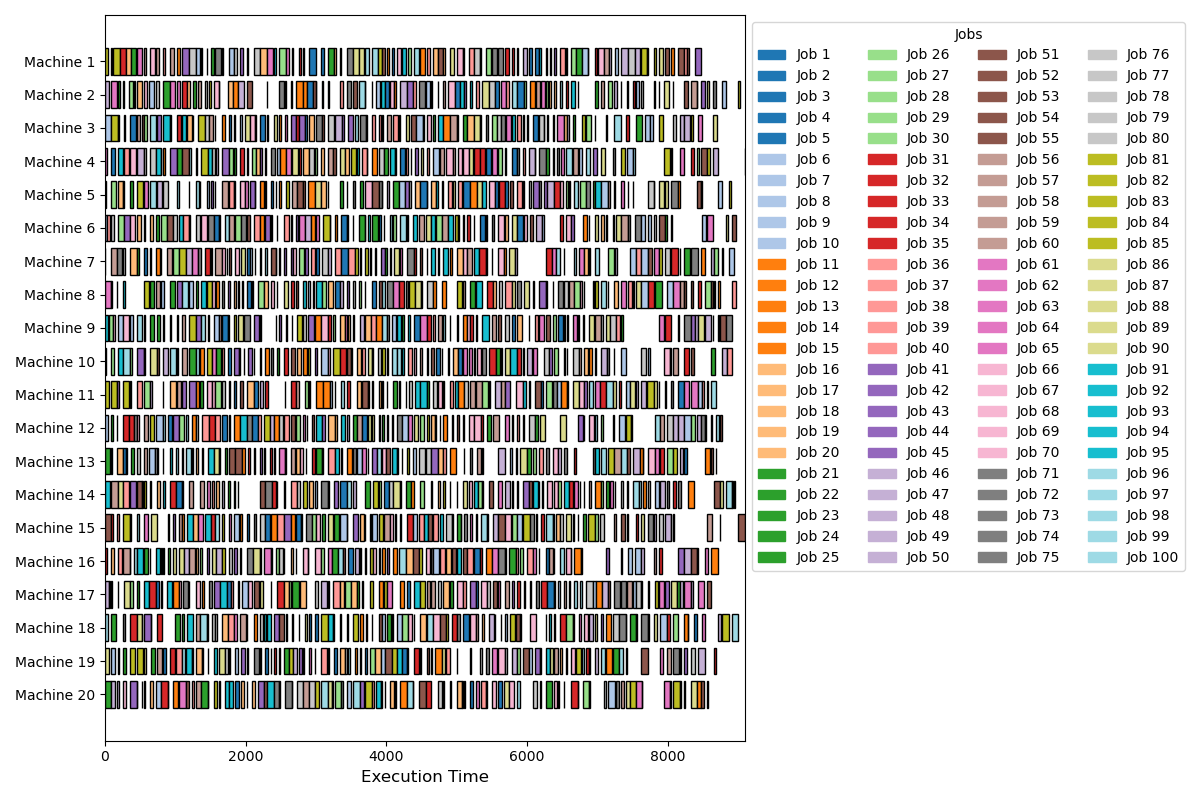 Jobs
Job 1 Job 26 Job 51 Job 76
Job 2 Job 27 Job 52 Job 77
Job 3 Job 28 Job 53 Job 78
Job 4 Job 29 Job 54 Job 79
Job 5 Job 30 Job 55 Job 80
Job 6 Job 31 Job 56 Job 81
Job 7 Job 32 Job 57 Job 82
Job 8 Job 33 Job 58 Job 83
Job 9 Job 34 Job 59 Job 84
Job 10 Job 35 Job 60 Job 85
Job 11 Job 36 Job 61 Job 86
Job 12 Job 37 Job 62 Job 87
Job 13 Job 38 Job 63 Job 88
Job 14 Job 39 Job 64 Job 89
Job 15 Job 40 Job 65 Job 90
Job 16 Job 41 Job 66 Job 91
Job 17 Job 42 Job 67 Job 92
Job 18 Job 43 Job 68 Job 93
Job 19 Job 44 Job 69 Job 94
Job 20 Job 45 Job 70 Job 95
Job 21 Job 46 Job 71 Job 96
Job 22 Job 47 Job 72 Job 97
Job 23 Job 48 Job 73 Job 98
Job 24 Job 49 Job 74 Job 99
Job 25 Job 50 Job 75 Job 100
Machine 1
Machine 2
Machine 3
Machine 4
Machine 5
Machine 6
Machine 7
Machine 8
Machine 9
Machine 10
Machine 11
Machine 12
Machine 13
Machine 14
Machine 15
Machine 16
Machine 17
Machine 18
Machine 19
Machine 20
0 2000 4000 6000 8000
Execution Time